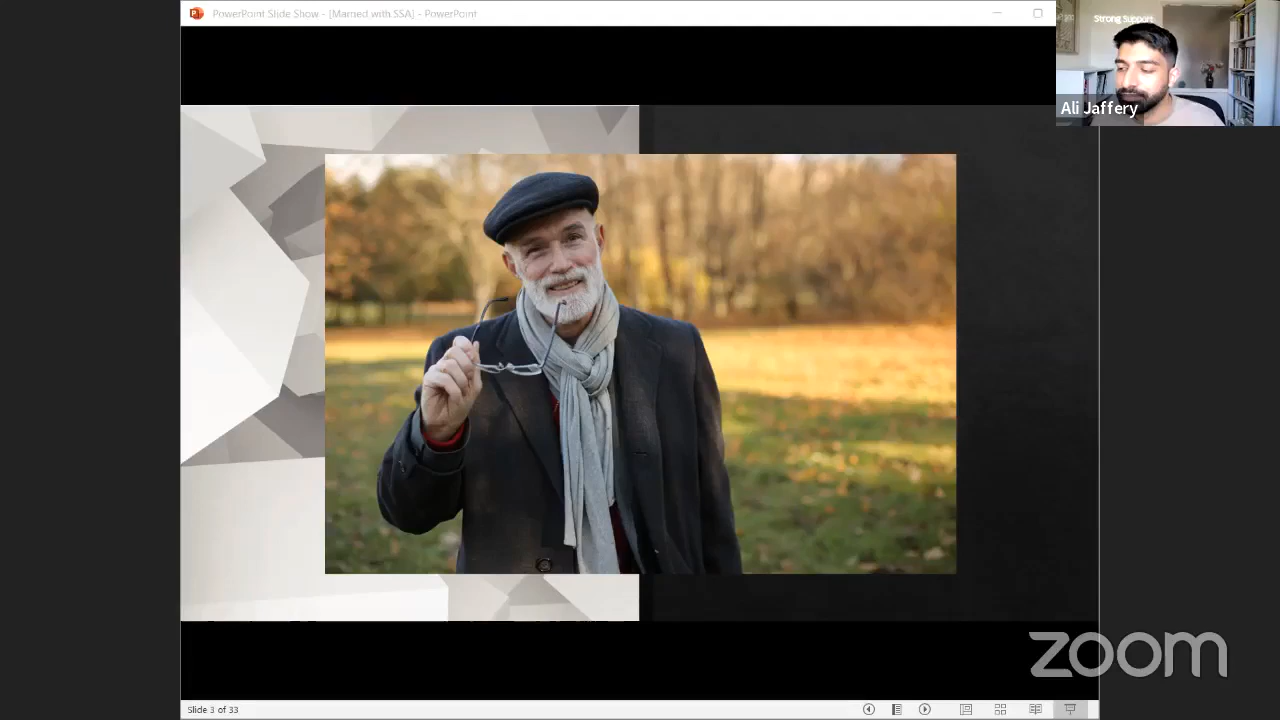 PowerPoint Slide Show - [Married with SSA] - PowerPoint
Strong Support
Ali Jaffery
zoom
Slide 3 of 33